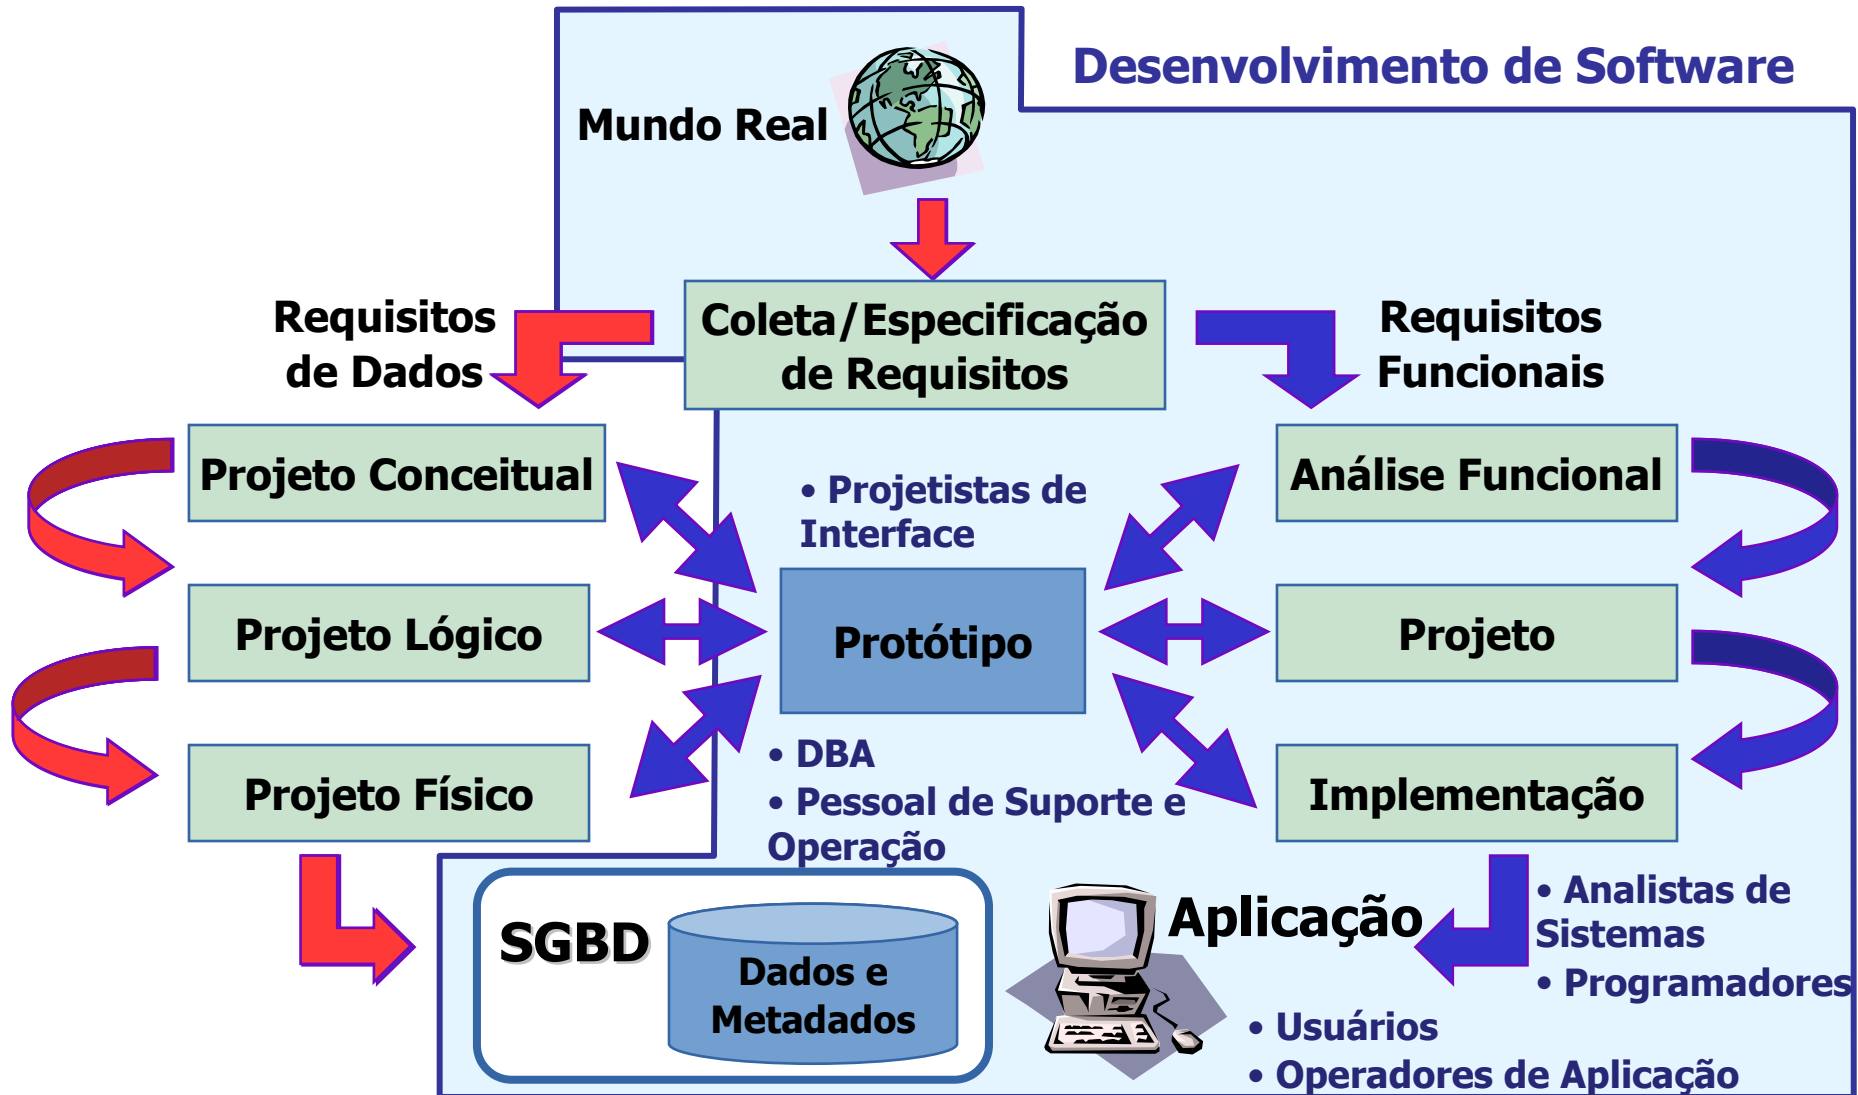 Desenvolvimento de Software
Mundo Real
Requisitos
de Dados
Coleta/Especificação
de Requisitos
Requisitos
Funcionais
Projeto Conceitual
• Projetistas de
Interface
Análise Funcional
Projeto Lógico
Protótipo
Projeto
Projeto Físico
• DBA
• Pessoal de Suporte e
Operação
Implementação
SGBD
Dados e
Metadados
Aplicação
• Analistas de
Sistemas
• Programadores
• Usuários
• Operadores de Aplicação